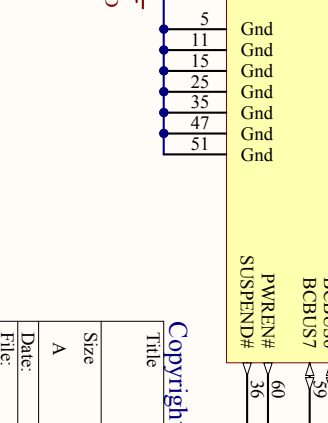 5 Gnd
11 Gnd
15 Gnd
25 Gnd
35 Gnd
47 Gnd
51 Gnd
SUSPEND# 36
PWREN# 60
BCBUS7 59
Copyright
Title
Size
A
Date:
File: